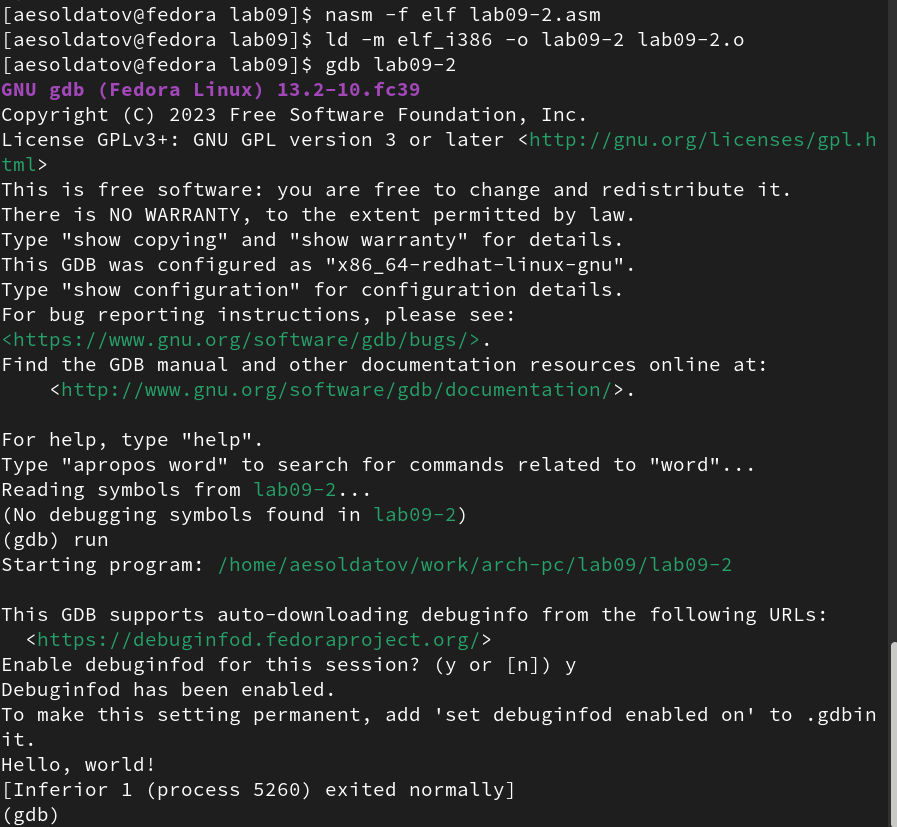 [aesoldatov@fedora lab09]$ nasm -f elf lab09-2.asm
[aesoldatov@fedora lab09]$ ld -m elf_i386 -o lab09-2 lab09-2.o
[aesoldatov@fedora lab09]$ gdb lab09-2
GNU gdb (Fedora Linux) 13.2-10.fc39
Copyright (C) 2023 Free Software Foundation, Inc.
License GPLv3+: GNU GPL version 3 or later <http://gnu.org/licenses/gpl.h
tml>
This is free software: you are free to change and redistribute it.
There is NO WARRANTY, to the extent permitted by law.
Type "show copying" and "show warranty" for details.
This GDB was configured as "x86_64-redhat-linux-gnu".
Type "show configuration" for configuration details.
For bug reporting instructions, please see:
<https://www.gnu.org/software/gdb/bugs/>.
Find the GDB manual and other documentation resources online at:
    <http://www.gnu.org/software/gdb/documentation/>.

For help, type "help".
Type "apropos word" to search for commands related to "word"...
Reading symbols from lab09-2...
(No debugging symbols found in lab09-2)
(gdb) run
Starting program: /home/aesoldatov/work/arch-pc/lab09/lab09-2

This GDB supports auto-downloading debuginfo from the following URLs:
  <https://debuginfod.fedoraproject.org/>
Enable debuginfod for this session? (y or [n]) y
Debuginfod has been enabled.
To make this setting permanent, add 'set debuginfod enabled on' to .gdbin
it.
Hello, world!
[Inferior 1 (process 5260) exited normally]
(gdb)